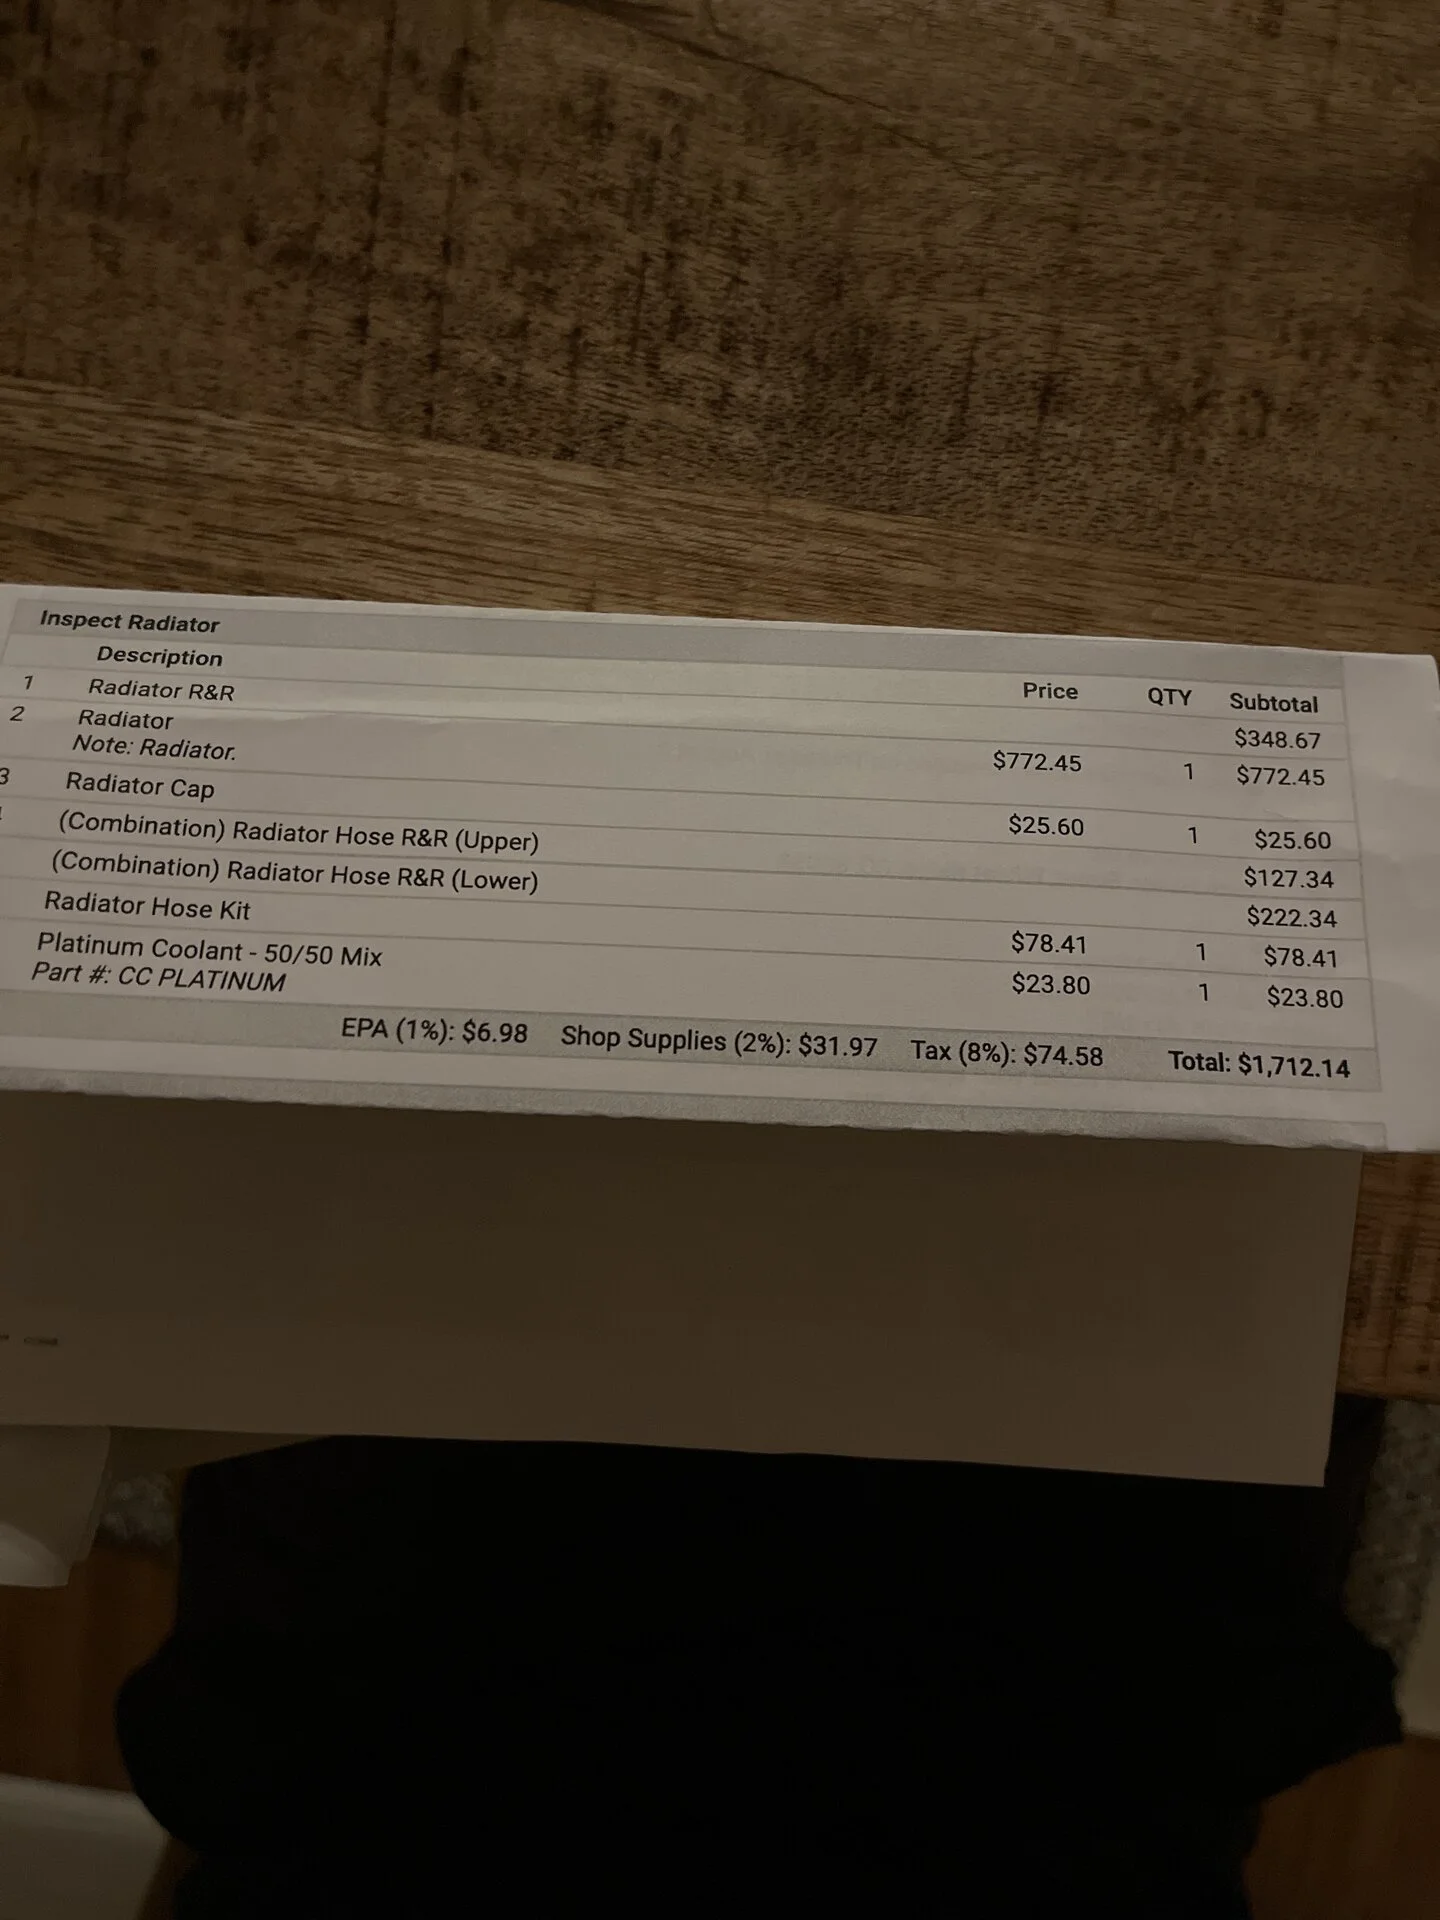 Inspect Radiator
Description Price QTY Subtotal
1 Radiator R&R $348.67
2 Radiator $772.45 1 $772.45
Note: Radiator.
3 Radiator Cap $25.60 1 $25.60
(Combination) Radiator Hose R&R (Upper) $127.34
(Combination) Radiator Hose R&R (Lower) $222.34
Radiator Hose Kit $78.41 1 $78.41
Platinum Coolant - 50/50 Mix $23.80 1 $23.80
Part #: CC PLATINUM
EPA (1%): $6.98 Shop Supplies (2%): $31.97 Tax (8%): $74.58 Total: $1,712.14